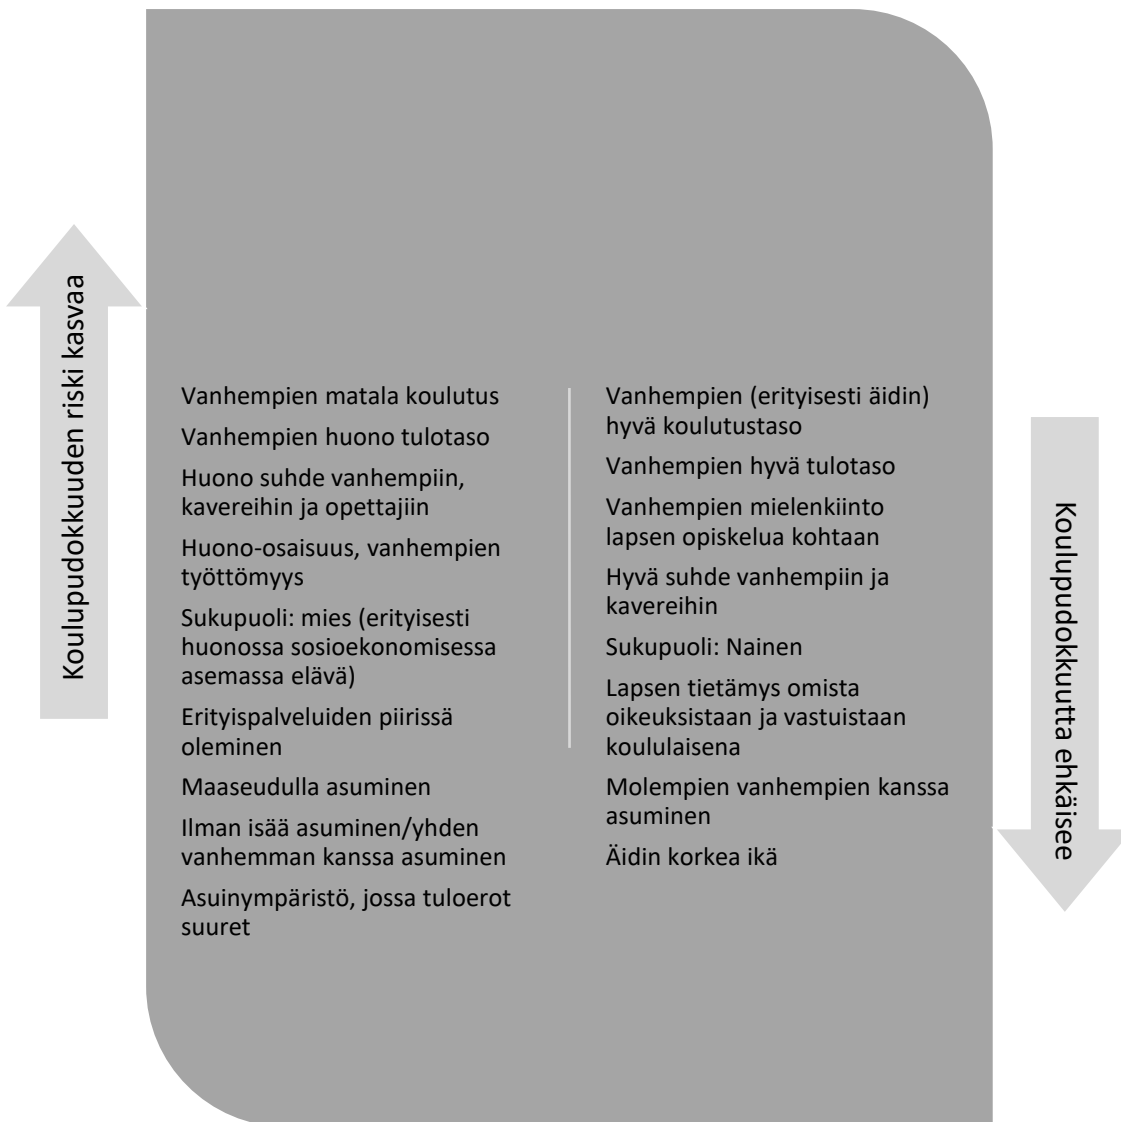 Koulupudokkuuden riski kasvaa
Vanhempien matala koulutus
Vanhempien huono tulotaso
Huono suhde vanhempiin,
kavereihin ja opettajiin
Huono-osaisuus, vanhempien
työttömyys
Sukupuoli: mies (erityisesti
huonossa sosioekonomisessa
asemassa elävä)
Erityispalveluiden piirissä
oleminen
Maaseudulla asuminen
Ilman isää asuminen/yhden
vanhemman kanssa asuminen
Asuinympäristö, jossa tuloerot
suuret
Vanhempien (erityisesti äidin)
hyvä koulutustaso
Vanhempien hyvä tulotaso
Vanhempien mielenkiinto
lapsen opiskelua kohtaan
Hyvä suhde vanhempiin ja
kavereihin
Sukupuoli: Nainen
Lapsen tietämys omista
oikeuksistaan ja vastuistaan
koululaisena
Molempien vanhempien kanssa
asuminen
Äidin korkea ikä
Koulupudokkuutta ehkäisee